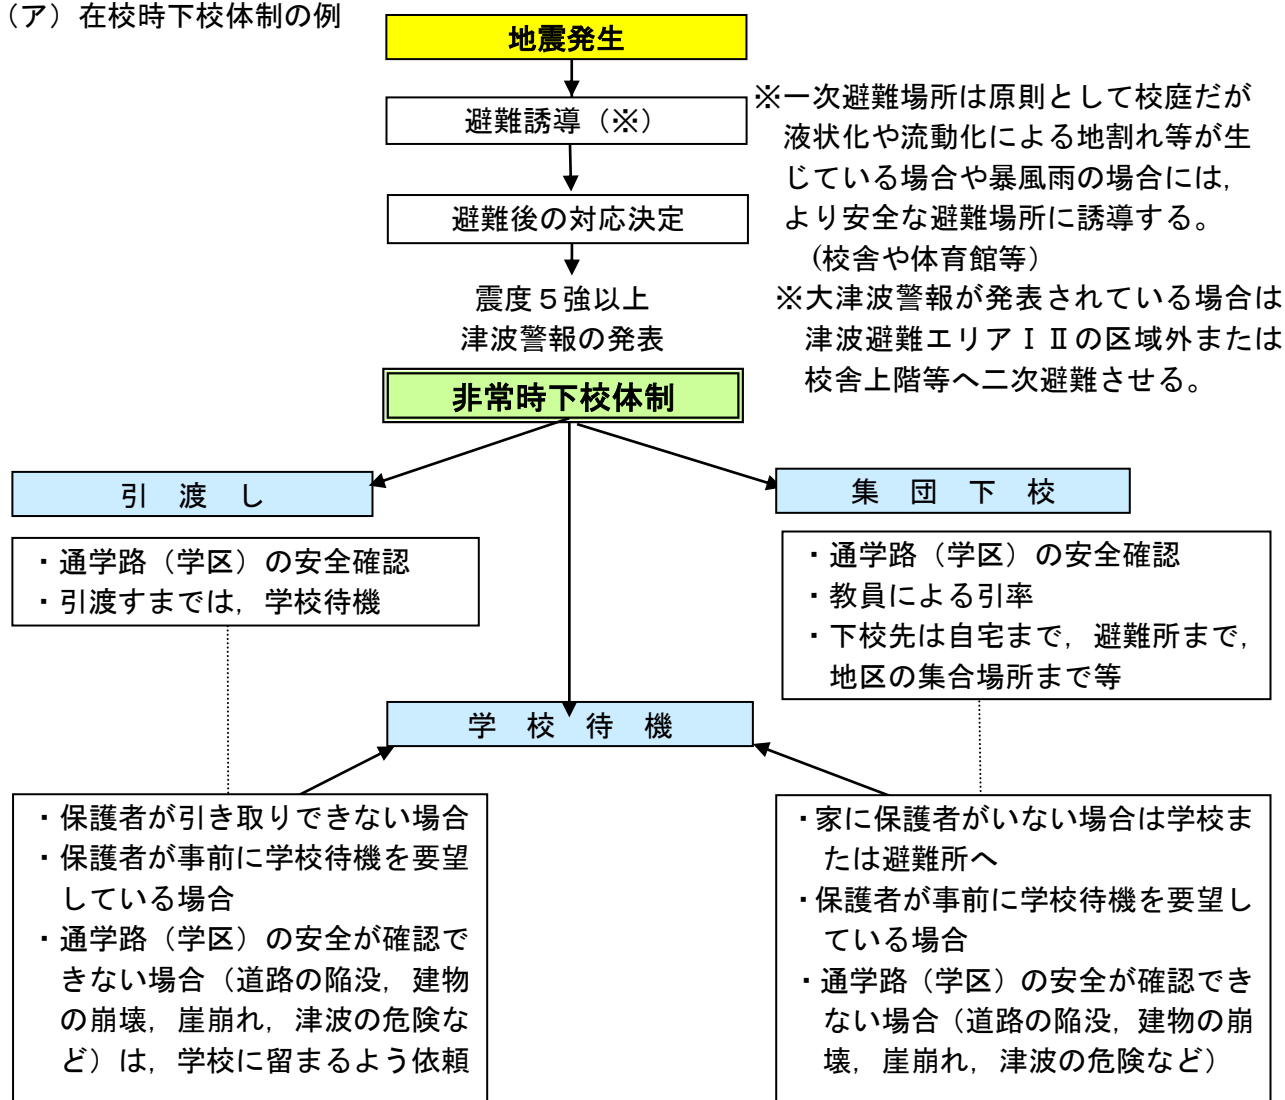 （ア）在校時下校体制の例
地震発生
避難誘導（※）
避難後の対応決定
震度５強以上
津波警報の発表
※一次避難場所は原則として校庭だが
液状化や流動化による地割れ等が生
じている場合や暴風雨の場合には，
より安全な避難場所に誘導する。
（校舎や体育館等）
※大津波警報が発表されている場合は
津波避難エリアⅠⅡの区域外または
校舎上階等へ二次避難させる。
非常時下校体制
引　渡　し
・通学路（学区）の安全確認
・引渡すまでは，学校待機
集　団　下　校
・通学路（学区）の安全確認
・教員による引率
・下校先は自宅まで，避難所まで，
地区の集合場所まで等
学　校　待　機
・保護者が引き取りできない場合
・保護者が事前に学校待機を要望
している場合
・通学路（学区）の安全が確認で
きない場合（道路の陥没，建物
の崩壊，崖崩れ，津波の危険な
ど）は，学校に留まるよう依頼
・家に保護者がいない場合は学校ま
たは避難所へ
・保護者が事前に学校待機を要望し
ている場合
・通学路（学区）の安全が確認でき
ない場合（道路の陥没，建物の崩
壊，崖崩れ，津波の危険など）